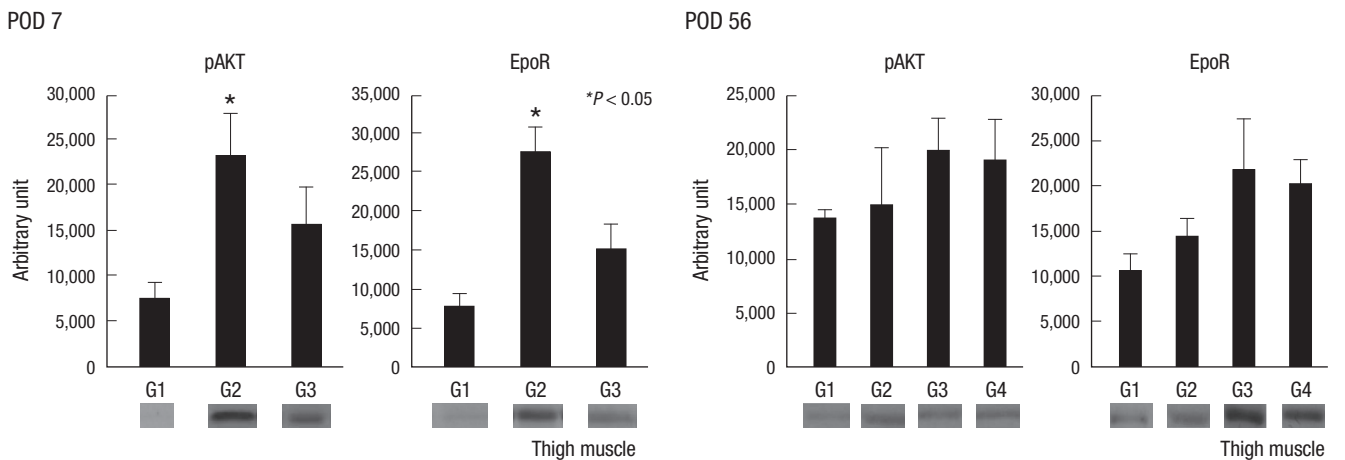 POD 7
pAKT
Arbitrary unit
30,000
25,000
20,000
15,000
10,000
5,000
0
*
G1 G2 G3
EpoR
*P < 0.05
35,000
30,000
25,000
20,000
15,000
10,000
5,000
0
*
G1 G2 G3
Thigh muscle
POD 56
pAKT
Arbitrary unit
25,000
20,000
15,000
10,000
5,000
0
G1 G2 G3 G4
EpoR
30,000
25,000
20,000
15,000
10,000
5,000
0
G1 G2 G3 G4
Thigh muscle